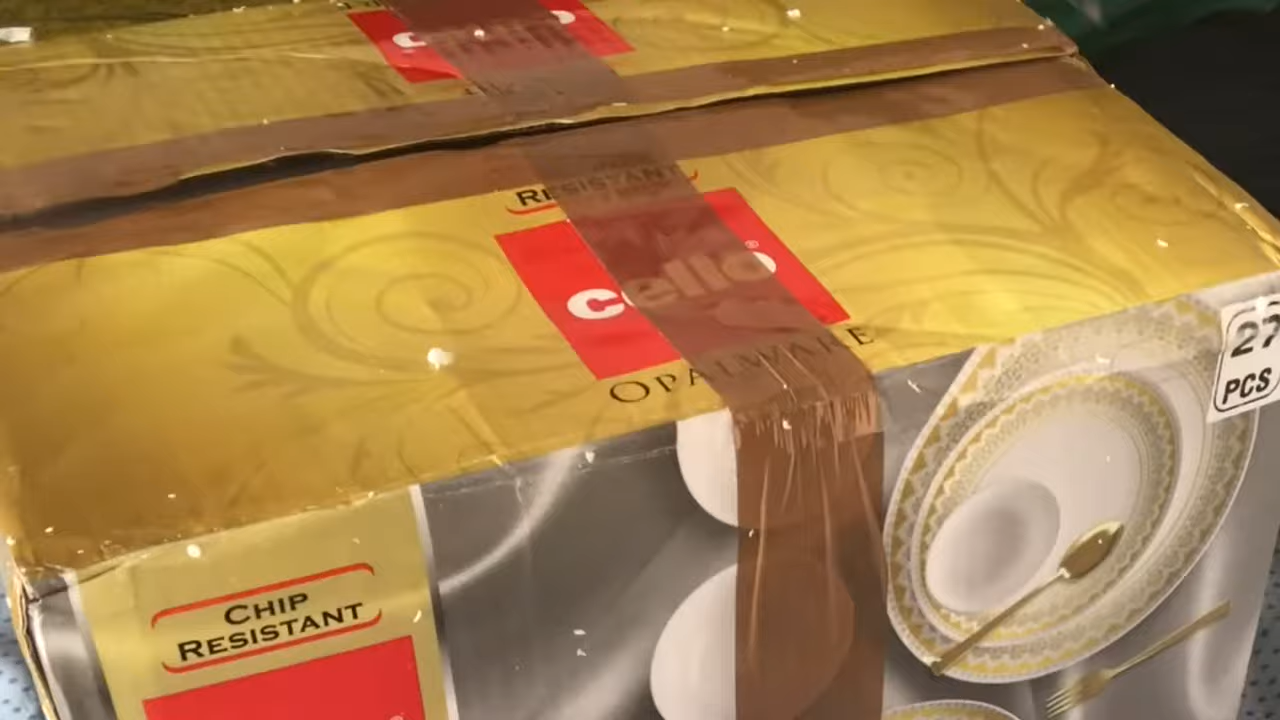 RESISTANT
cello®
OPALWARE
27
PCS
CHIP
RESISTANT